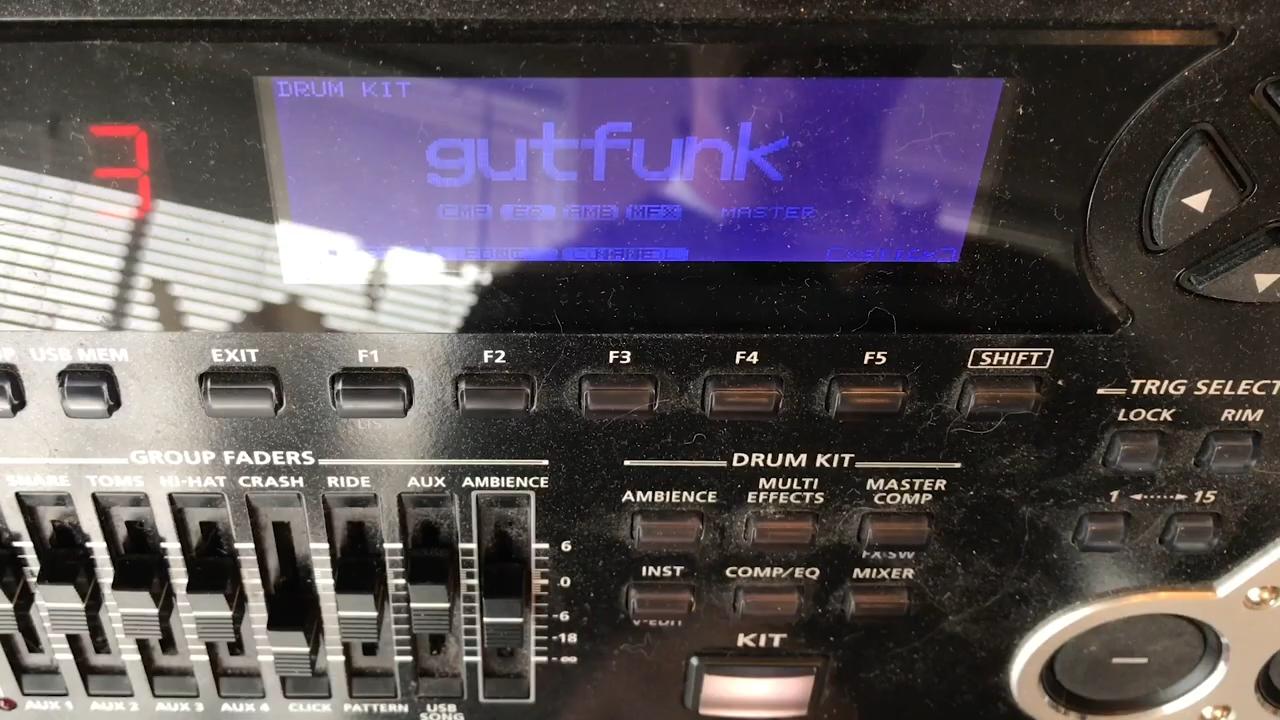 DRUM KIT
3
gutfunk
CMP EQ AMB MFX MASTER
FUNC CHANGEL
USB MEM EXIT F1 F2 F3 F4 F5 SHIFT
LIST
TRIG SELECT
LOCK RIM
GROUP FADERS
DRUM KIT
SNARE TOMS HI-HAT CRASH RIDE AUX AMBIENCE
AMBIENCE MULTI EFFECTS MASTER COMP
1 15
6
0
-6
-18
-∞
FX SW
INST COMP/EQ MIXER
V-EDIT
KIT
AUX 1 AUX 2 AUX 3 AUX 4 CLICK PATTERN USB SONG